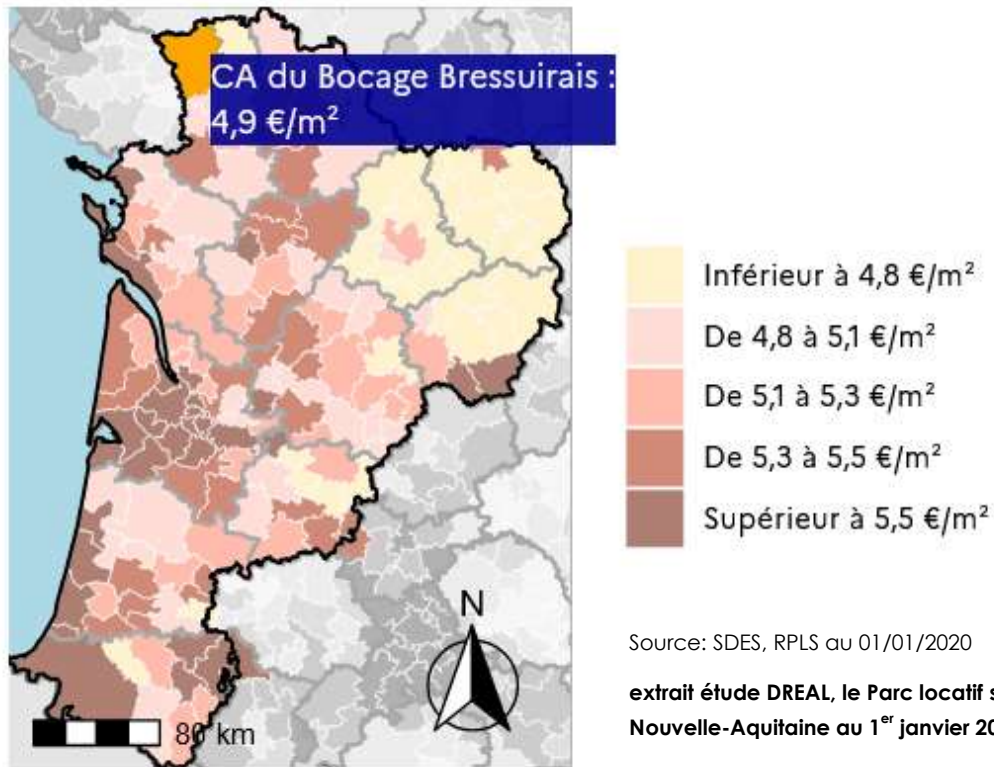 CA du Bocage Bressuirais :
4,9 €/m²
Inférieur à 4,8 €/m²
De 4,8 à 5,1 €/m²
De 5,1 à 5,3 €/m²
De 5,3 à 5,5 €/m²
Supérieur à 5,5 €/m²
N
80 km
Source: SDES, RPLS au 01/01/2020
extrait étude DREAL, le Parc locatif
Nouvelle-Aquitaine au 1er janvier